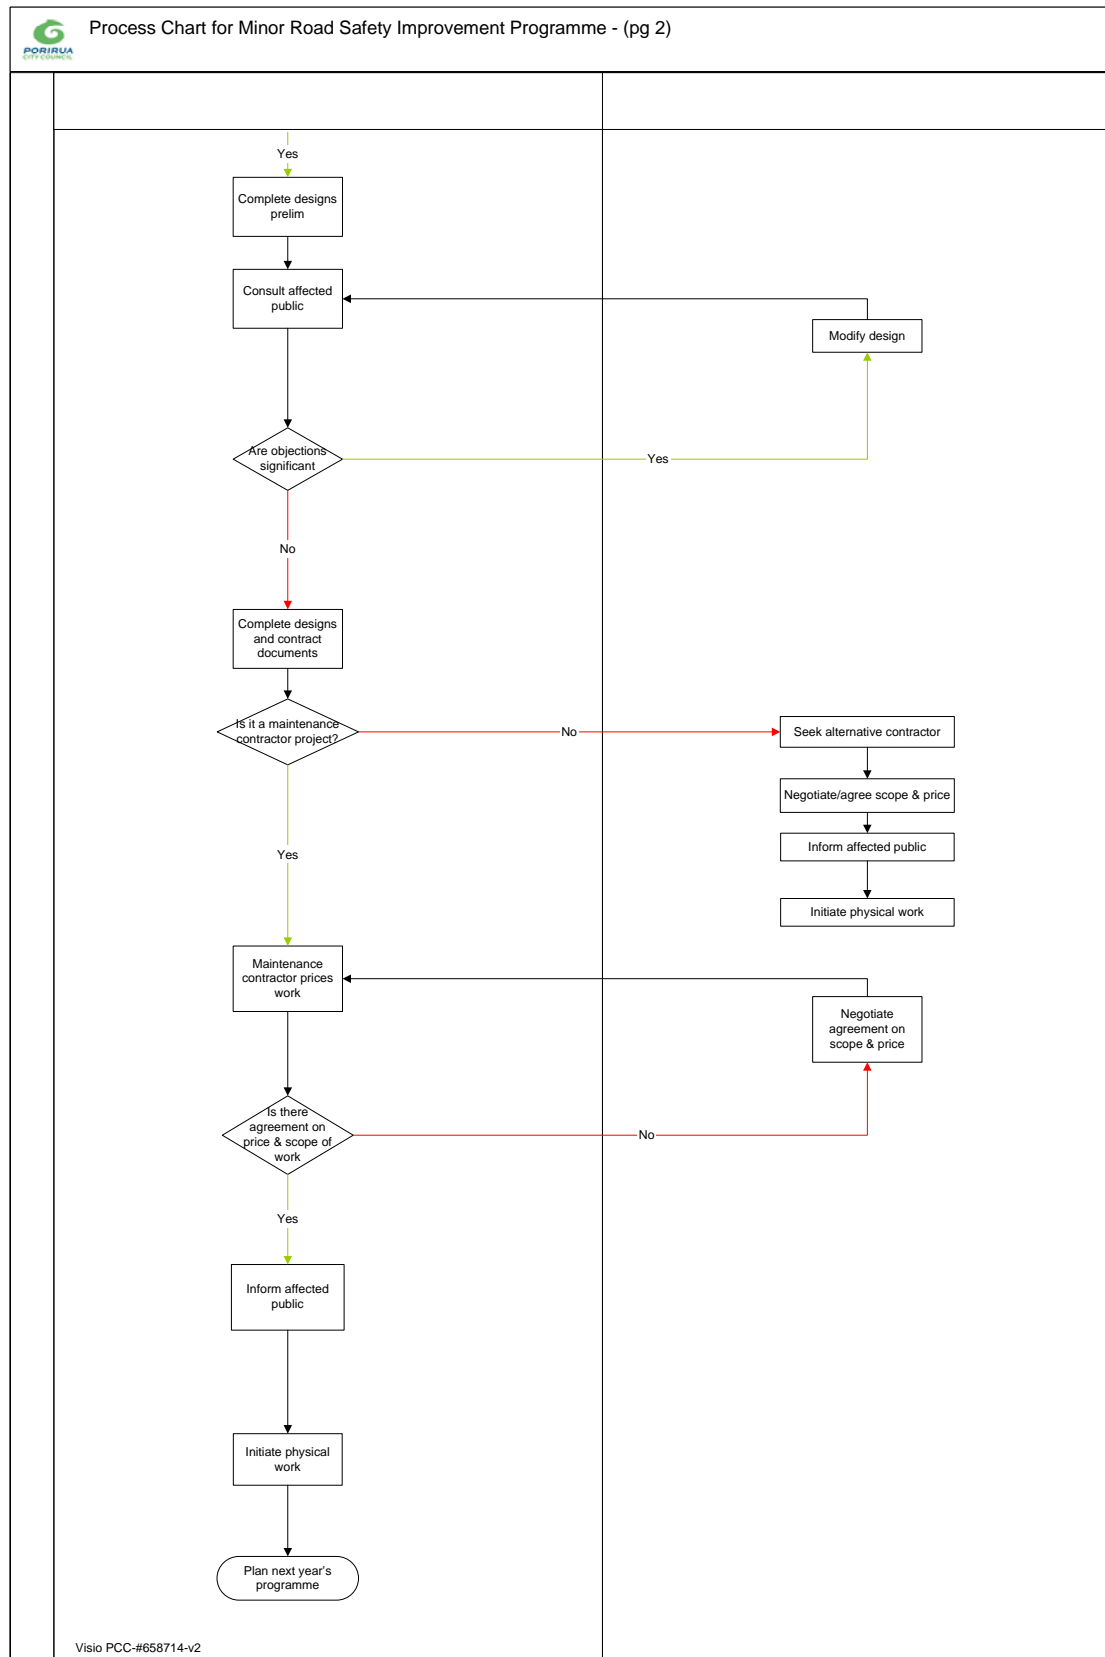 Process Chart for Minor Road Safety Improvement Programme - (pg 2)
PORIRUA
CITY COUNCIL
Yes
Complete designs
prelim
Consult affected
public
Modify design
Are objections
significant
Yes
No
Complete designs
and contract
documents
Is it a maintenance
contractor project?
No
Seek alternative contractor
Negotiate/agree scope & price
Inform affected public
Initiate physical work
Yes
Maintenance
contractor prices
work
Negotiate
agreement on
scope & price
Is there
agreement on
price & scope of
work
No
Yes
Inform affected
public
Initiate physical
work
Plan next year's
programme
Visio PCC-#658714-v2